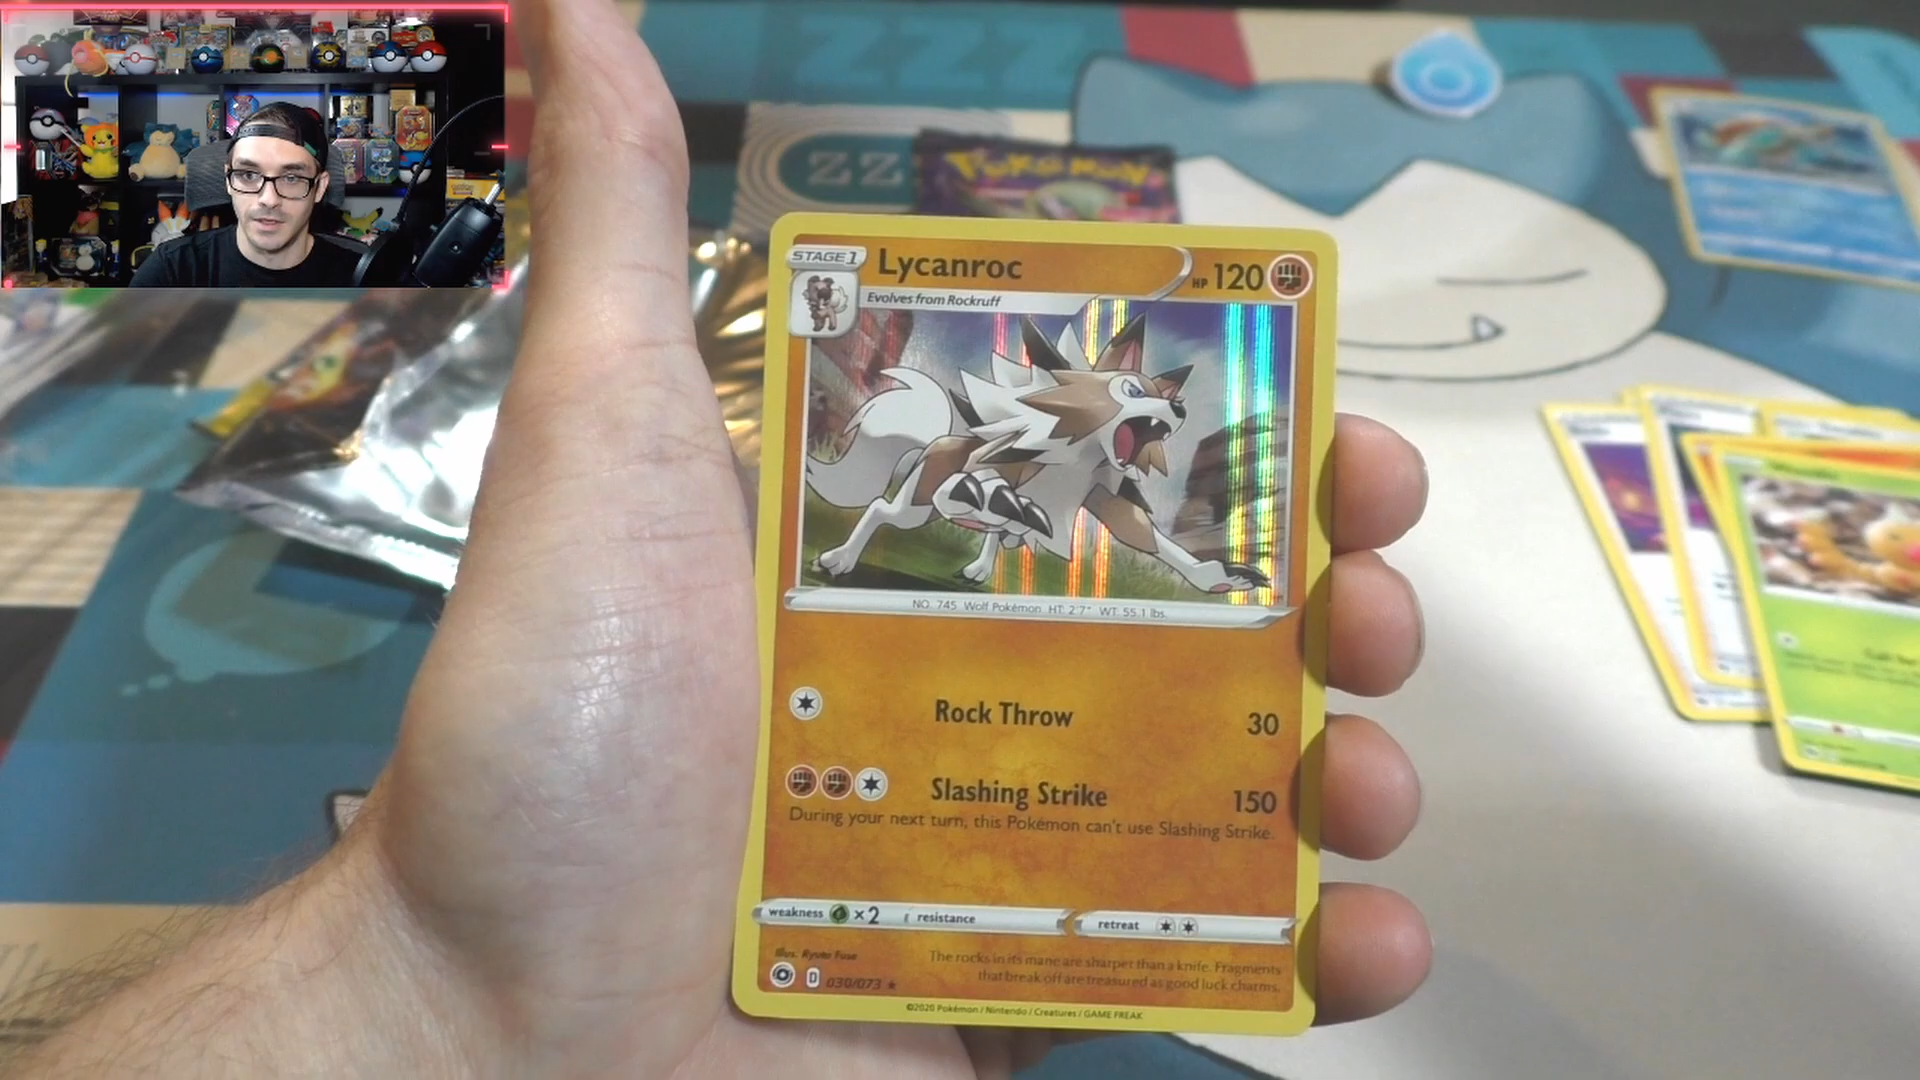 ZZZ
ZZ
POKéMON
STAGE 1
Lycanroc
HP 120
Evolves from Rockruff
NO. 745 Wolf Pokémon HT: 2'7" WT: 55.1 lbs.
Rock Throw 30
Slashing Strike 150
During your next turn, this Pokémon can't use Slashing Strike.
weakness ×2 resistance retreat
Illus. Ryuta Fuse
The rocks in its mane are sharper than a knife. Fragments
that break off are treasured as good luck charms.
D 030/073 ★
©2020 Pokémon / Nintendo / Creatures / GAME FREAK